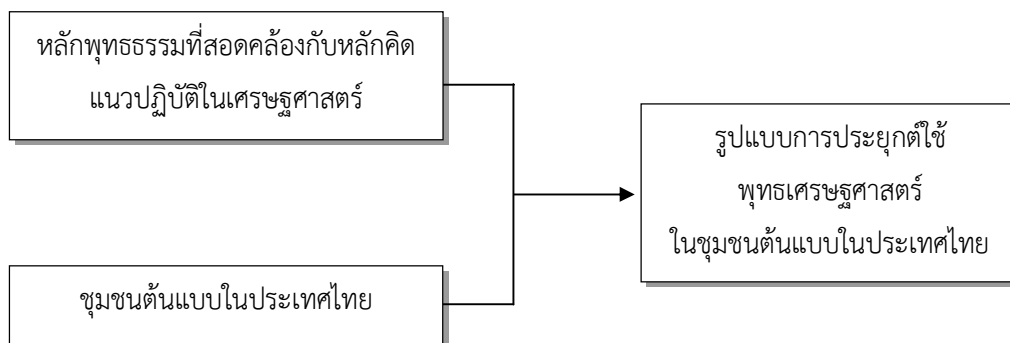 หลักพุทธธรรมที่สอดคล้องกับหลักคิด
แนวปฏิบัติในเศรษฐศาสตร์
ชุมชนต้นแบบในประเทศไทย
รูปแบบการประยุกต์ใช้
พุทธเศรษฐศาสตร์
ในชุมชนต้นแบบในประเทศไทย